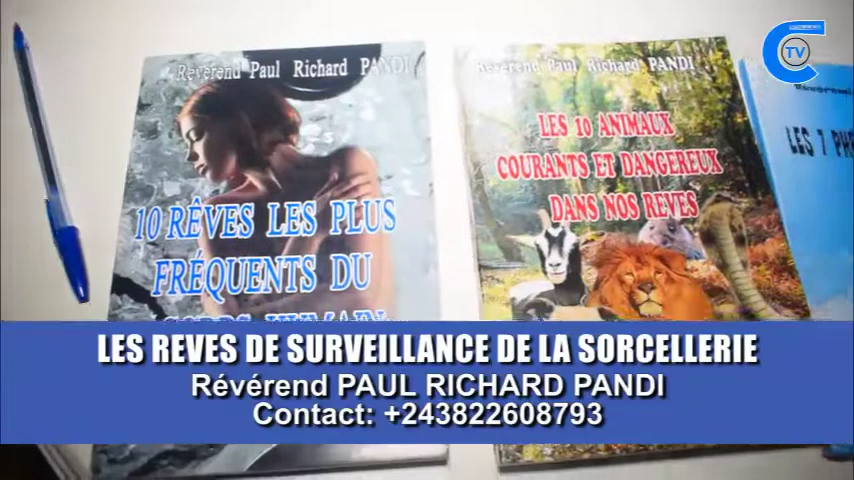 TV
Révérend Paul Richard PANDI
10 RÊVES LES PLUS
FRÉQUENTS DU
Révérend Paul Richard PANDI
LES 10 ANIMAUX
COURANTS ET DANGEREUX
DANS NOS REVES
LES 7
LES REVES DE SURVEILLANCE DE LA SORCELLERIE
Révérend PAUL RICHARD PANDI
Contact: +243822608793